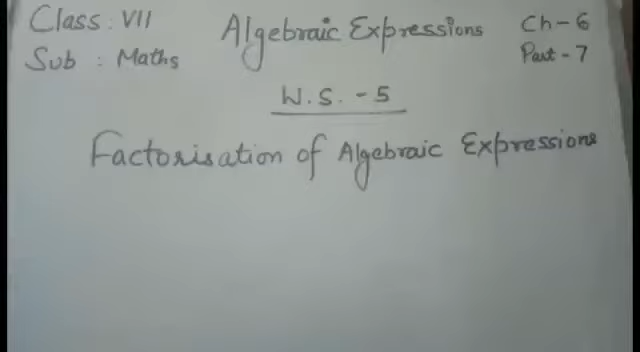 Class : VII Algebraic Expressions Ch - 6
Sub : Maths Part - 7
W.S. - 5
Factorisation of Algebraic Expressions